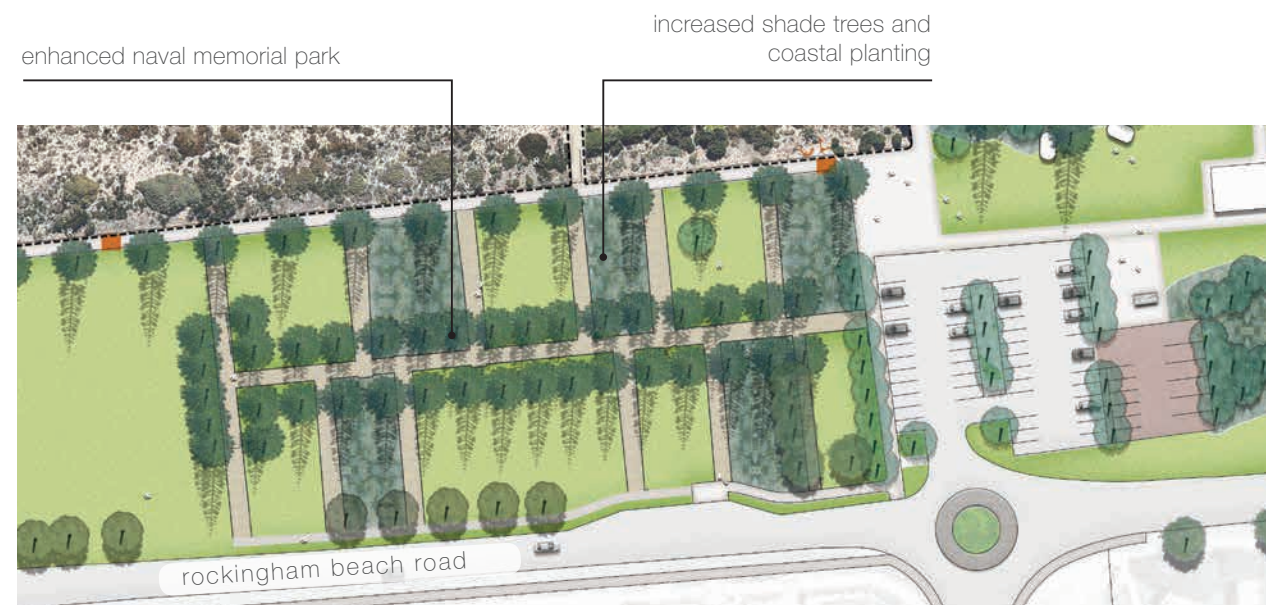 enhanced naval memorial park
increased shade trees and
coastal planting
rockingham beach road